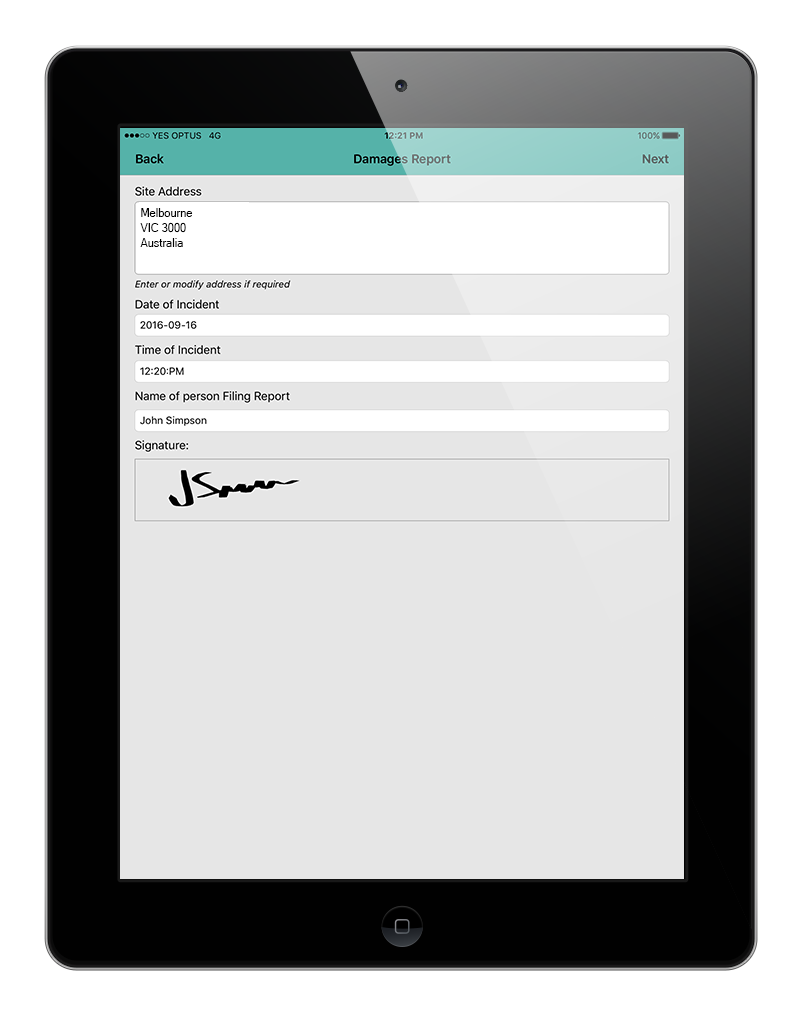 YES OPTUS 4G 12:21 PM 100%
Back Damages Report Next
Site Address
Melbourne
VIC 3000
Australia
Enter or modify address if required
Date of Incident
2016-09-16
Time of Incident
12:20:PM
Name of person Filing Report
John Simpson
Signature: